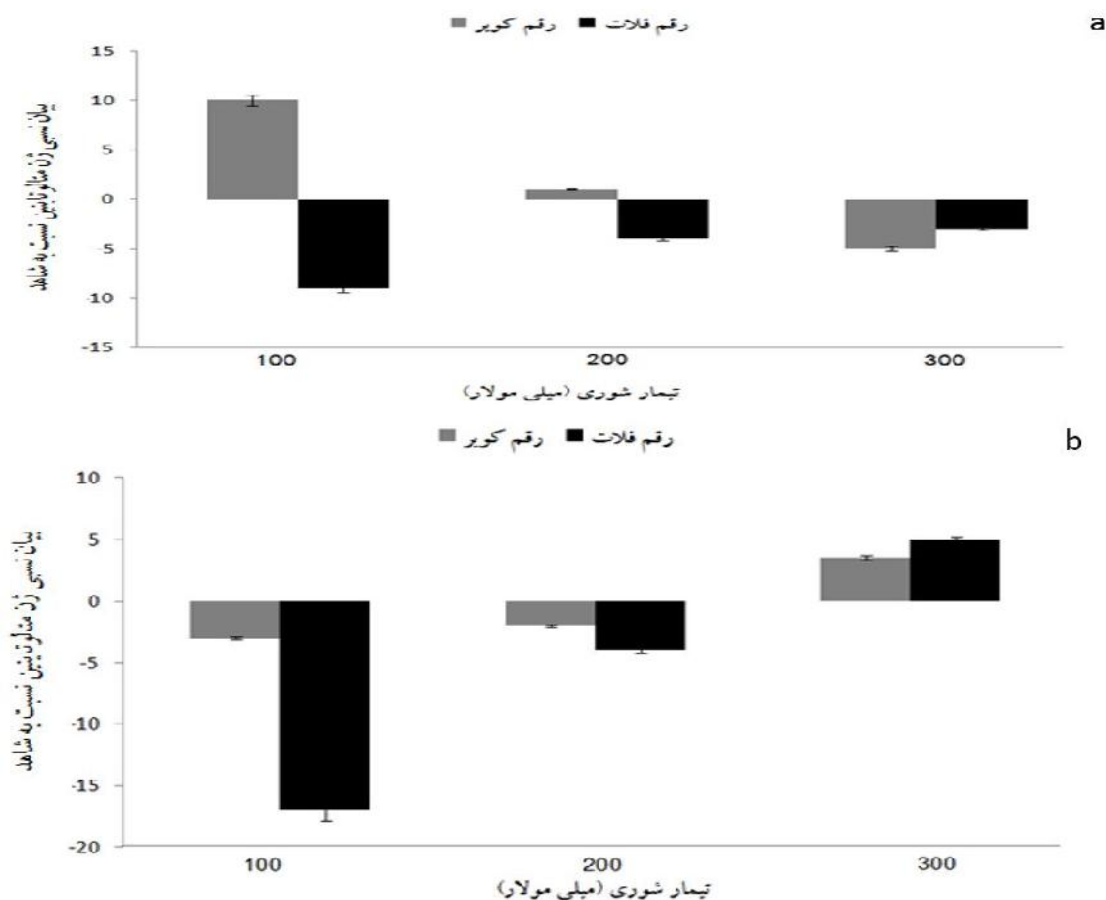 رقم کویر رقم فلات
a
بیان نسبی ژن متالوتایینن نسبت به شاهد
15
10
5
0
-5
-10
-15
100 200 300
تیمار شوری (میلی مولار)
رقم کویر رقم فلات
b
بیان نسبی ژن متالوتایینن نسبت به شاهد
10
5
0
-5
-10
-15
-20
100 200 300
تیمار شوری (میلی مولار)